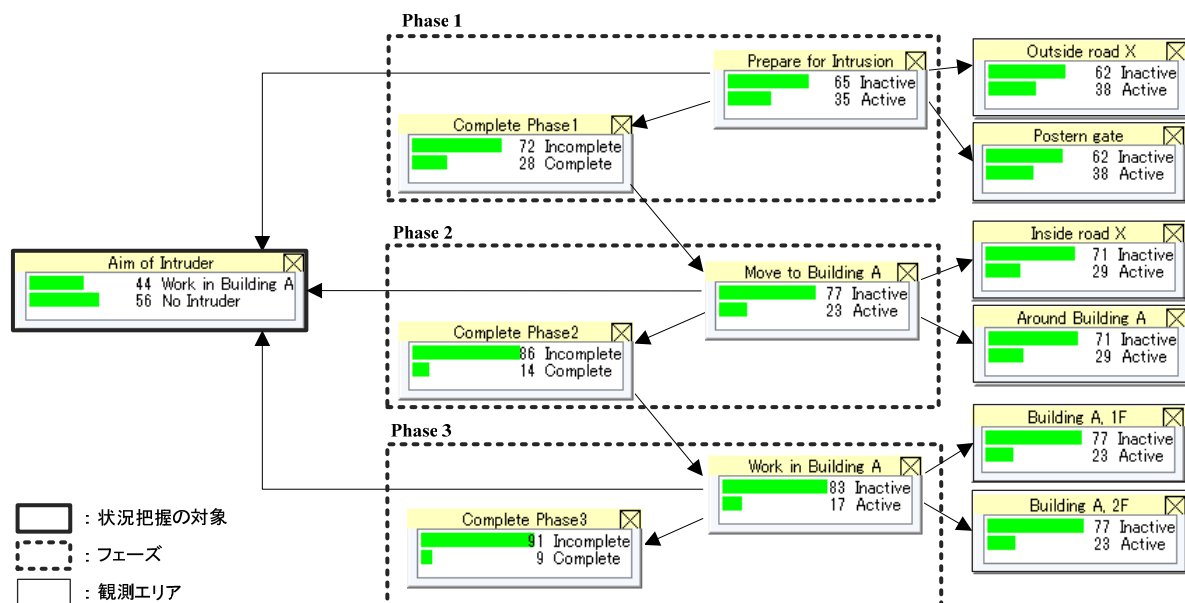 Phase 1
Prepare for Intrusion
65 Inactive
35 Active
Outside road X
62 Inactive
38 Active
Complete Phase1
72 Incomplete
28 Complete
Postern gate
62 Inactive
38 Active
Phase 2
Aim of Intruder
44 Work in Building A
56 No Intruder
Move to Building A
77 Inactive
23 Active
Inside road X
71 Inactive
29 Active
Complete Phase2
86 Incomplete
14 Complete
Around Building A
71 Inactive
29 Active
Phase 3
Work in Building A
83 Inactive
17 Active
Building A, 1F
77 Inactive
23 Active
Complete Phase3
91 Incomplete
9 Complete
Building A, 2F
77 Inactive
23 Active
: 状況把握の対象
: フェーズ
: 観測エリア